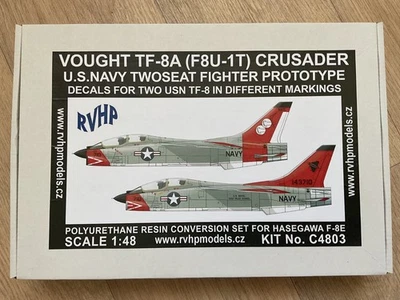 VOUGHT TF-8A (F8U-1T) CRUSADER
U.S.NAVY TWOSEAT FIGHTER PROTOTYPE
DECALS FOR TWO USN TF-8 IN DIFFERENT MARKINGS
www.rvhpmodels.cz
RVHP
NAVY
143710
NAVY
www.rvhpmodels.cz
POLYURETHANE RESIN CONVERSION SET FOR HASEGAWA F-8E
SCALE 1:48
www.rvhpmodels.cz
KIT No. C4803